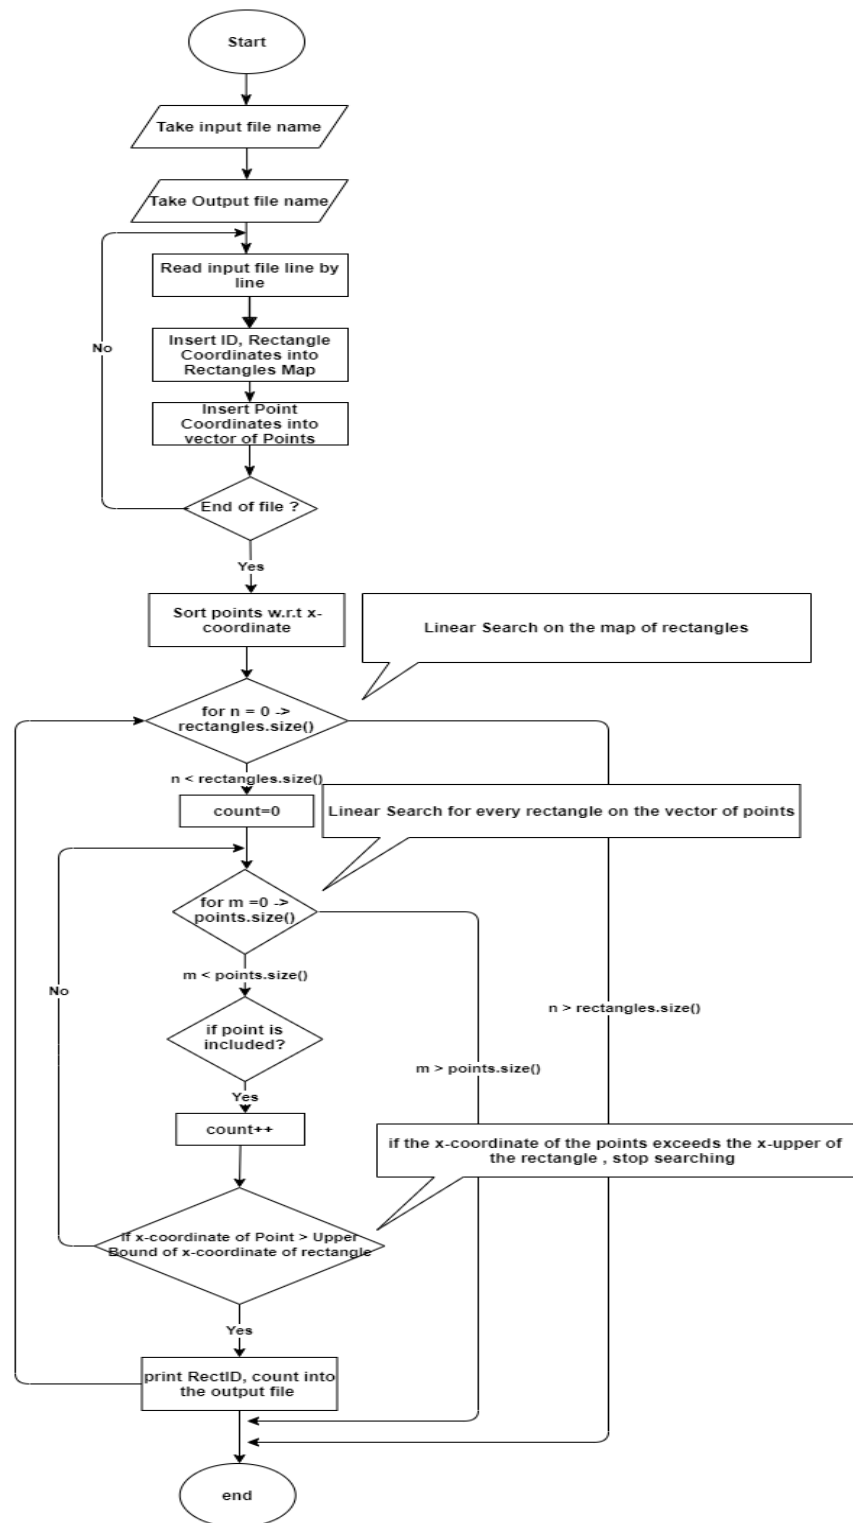 Start
Take input file name
Take Output file name
Read input file line by
line
Insert ID, Rectangle
Coordinates into
Rectangles Map
No
Insert Point
Coordinates into
vector of Points
End of file ?
Yes
Sort points w.r.t x-
coordinate
Linear Search on the map of rectangles
for n = 0 ->
rectangles.size()
n < rectangles.size()
count=0
Linear Search for every rectangle on the vector of points
for m =0 ->
points.size()
m < points.size()
No
n > rectangles.size()
if point is
included?
m > points.size()
Yes
count++
if the x-coordinate of the points exceeds the x-upper of
the rectangle , stop searching
If x-coordinate of Point > Upper
Bound of x-coordinate of rectangle
Yes
print RectID, count into
the output file
end